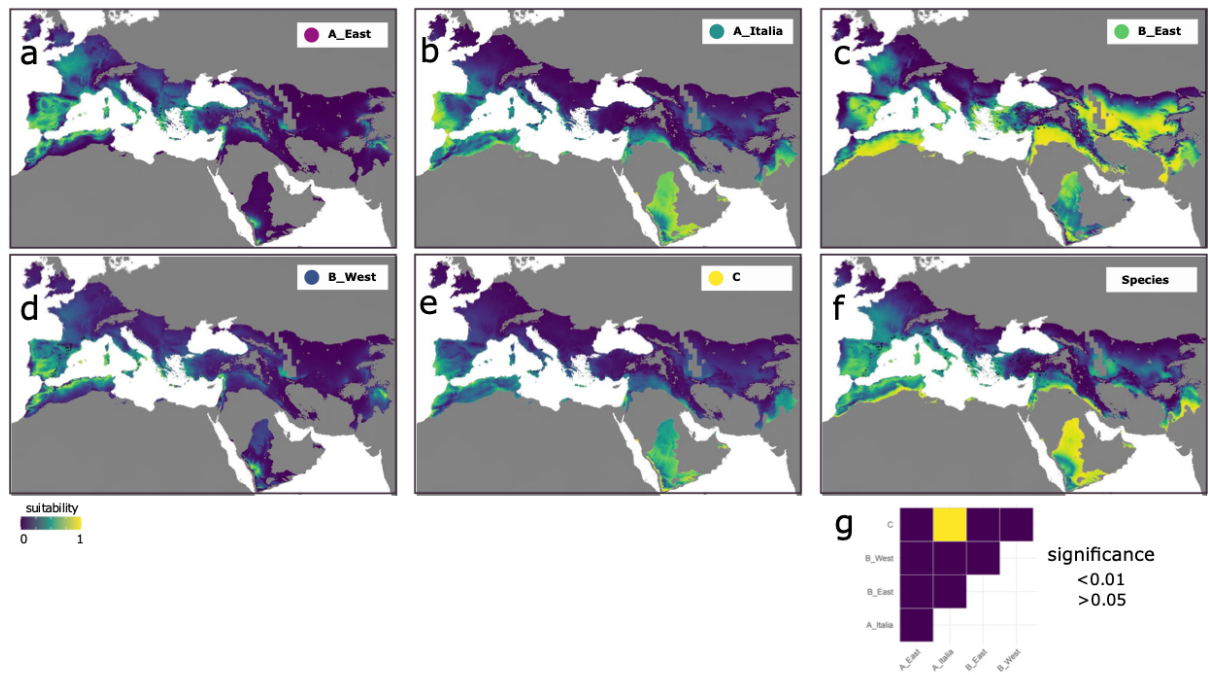 a
A_East
b
A_Italia
c
B_East
d
B_West
e
C
f
Species
suitability
0 1
g
C
B_West
B_East
A_Italia
A_East
A_Italia
B_East
B_West
significance
<0.01
>0.05